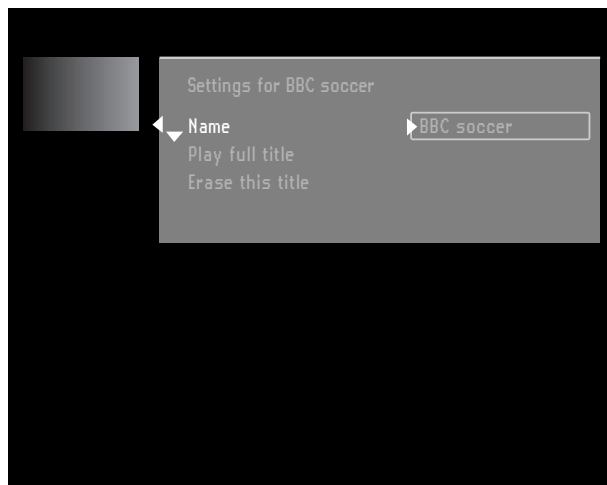 Settings for BBC soccer
Name BBC soccer
Play full title
Erase this title